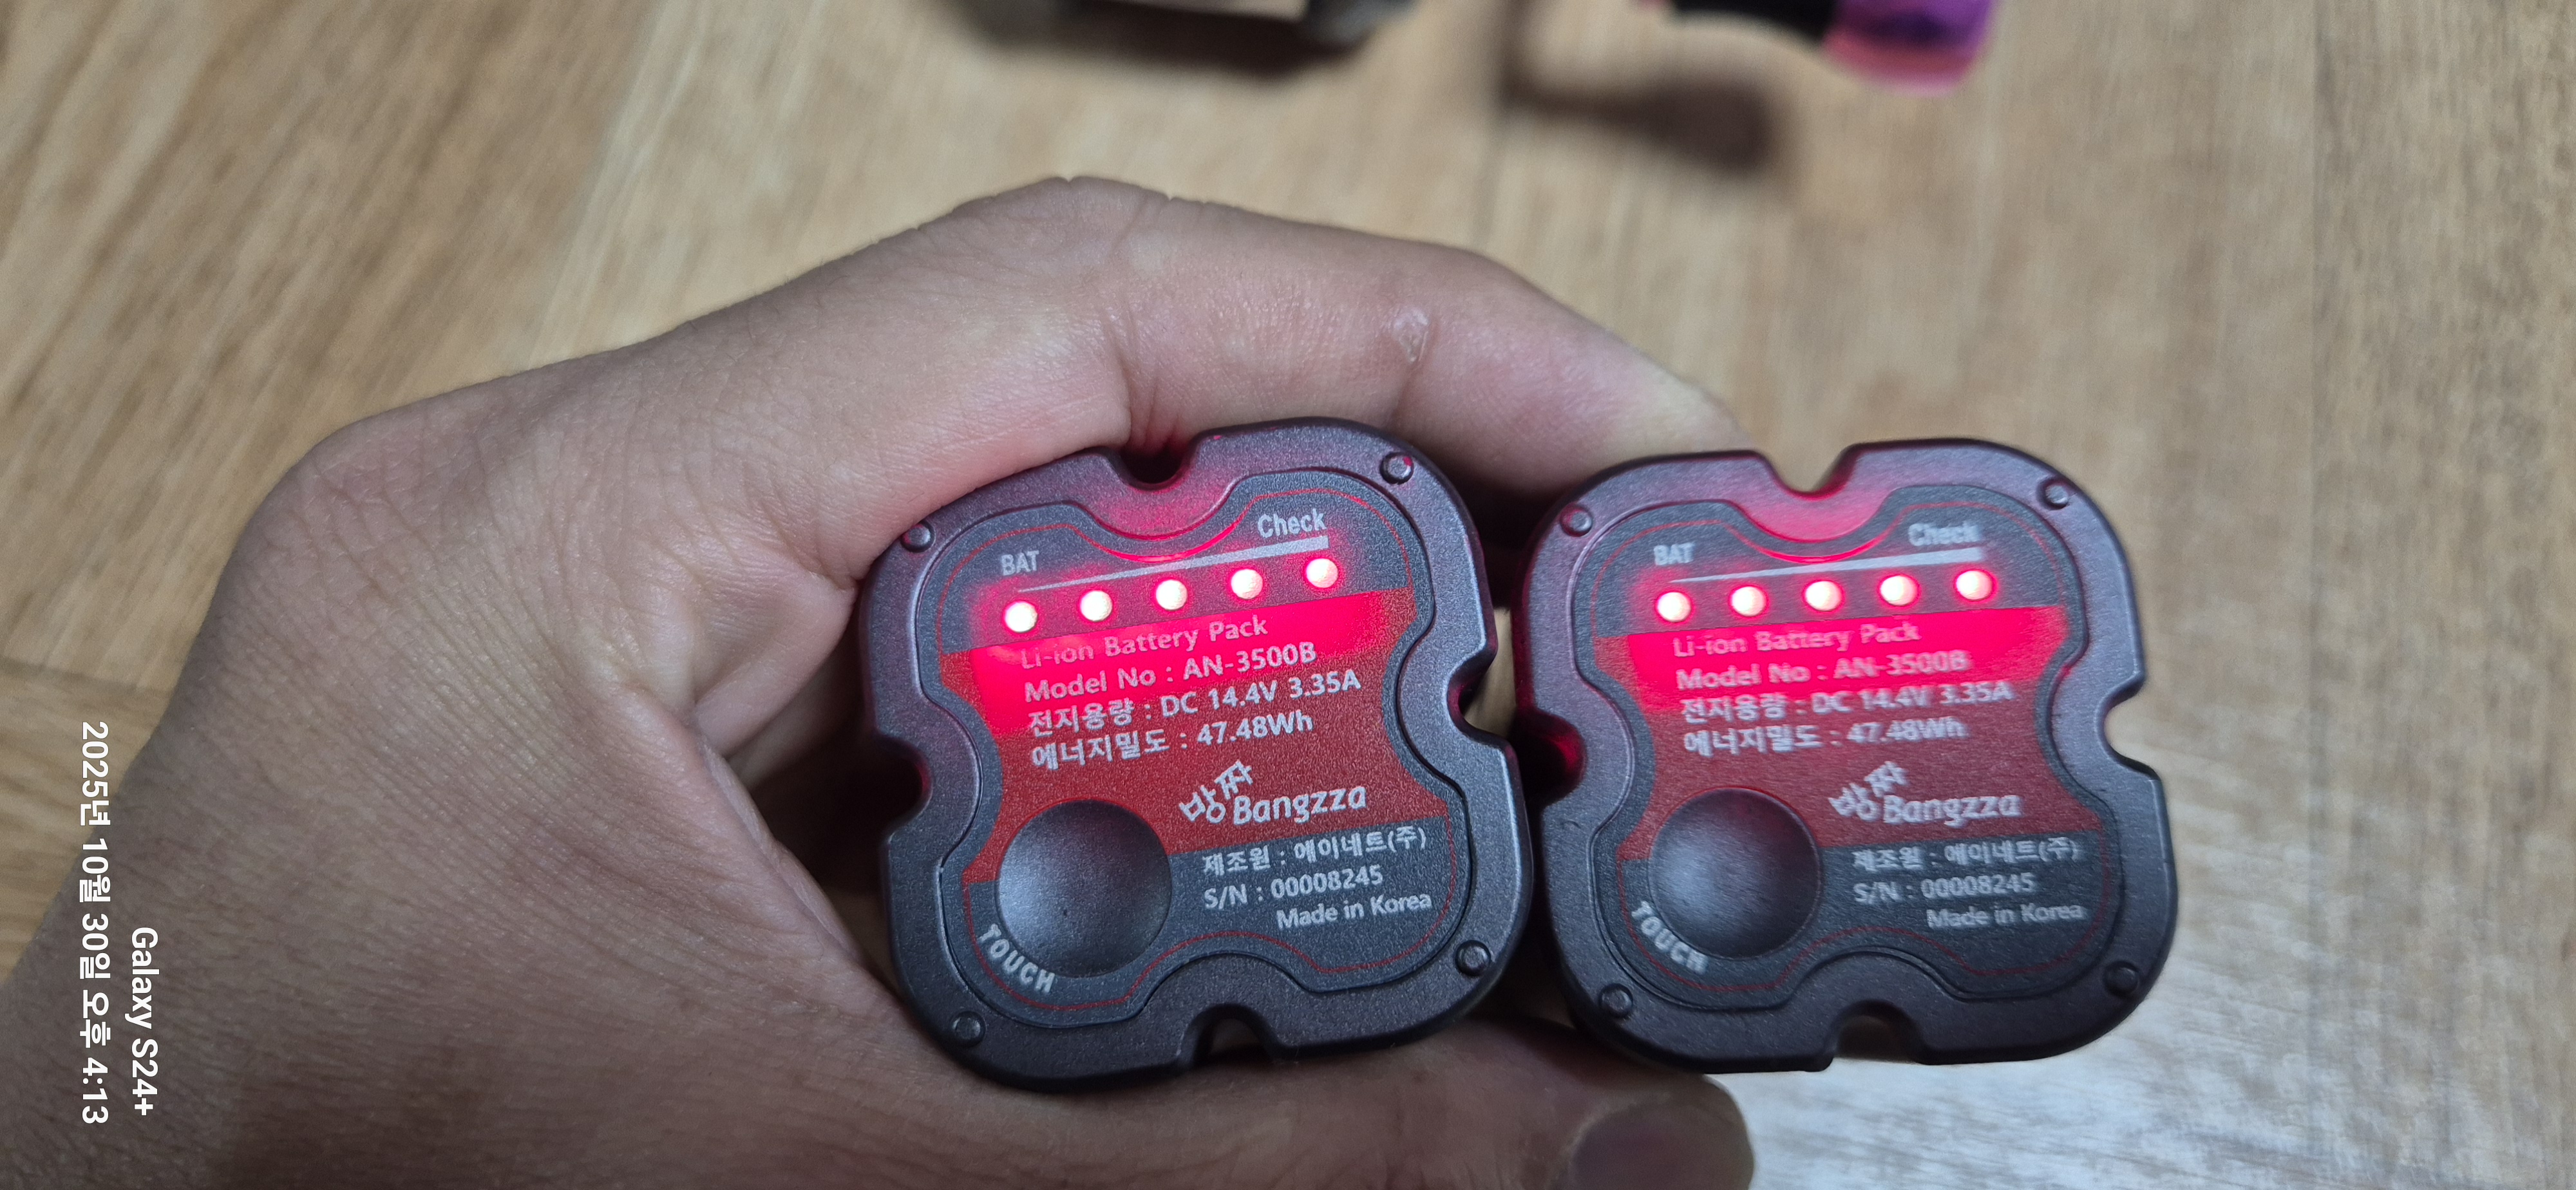 BAT
Check
Li-ion Battery Pack
Model No : AN-3500B
전지용량 : DC 14.4V 3.35A
에너지밀도 : 47.48Wh
방짜
Bangzza
제조원 : 에이네트(주)
S/N : 00008245
Made in Korea
TOUCH
BAT
Check
Li-ion Battery Pack
Model No : AN-3500B
전지용량 : DC 14.4V 3.35A
에너지밀도 : 47.48Wh
방짜
Bangzza
제조원 : 에이네트(주)
S/N : 00008245
Made in Korea
TOUCH
Galaxy S24+
2025년 10월 30일 오후 4:13